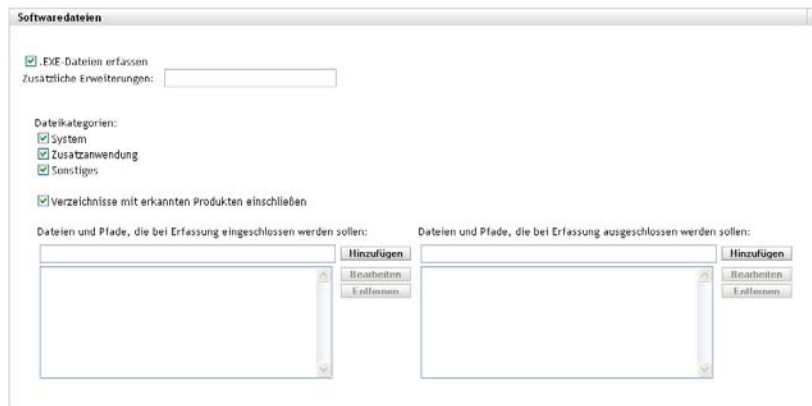 Softwaredateien
.EXE-Dateien erfassen
Zusätzliche Erweiterungen:
Dateikategorien:
System
Zusatzanwendung
Sonstiges
Verzeichnisse mit erkannten Produkten einschließen
Dateien und Pfade, die bei Erfassung eingeschlossen werden sollen:
Hinzufügen
Bearbeiten
Entfernen
Dateien und Pfade, die bei Erfassung ausgeschlossen werden sollen:
Hinzufügen
Bearbeiten
Entfernen